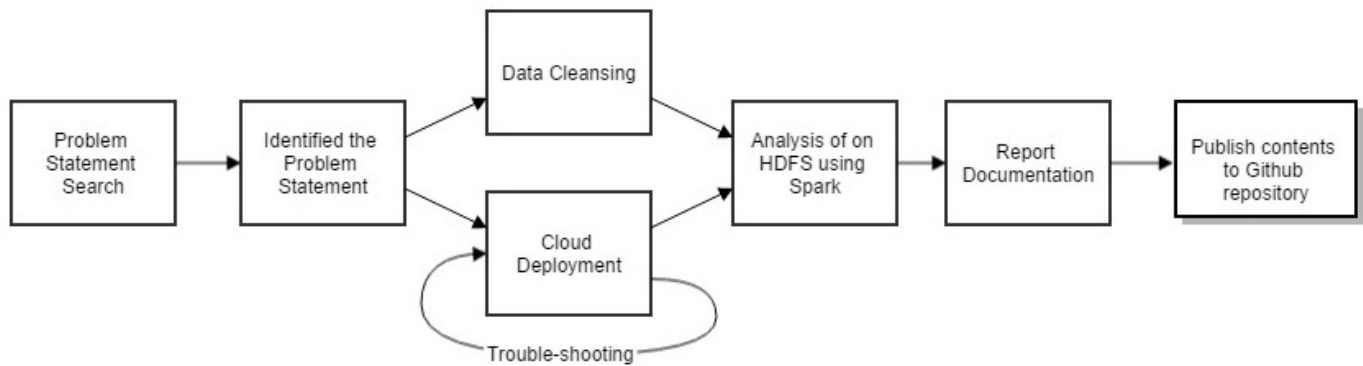 Problem
Statement
Search
Identified the
Problem
Statement
Data Cleansing
Cloud
Deployment
Trouble-shooting
Analysis of on
HDFS using
Spark
Report
Documentation
Publish contents
to Github
repository